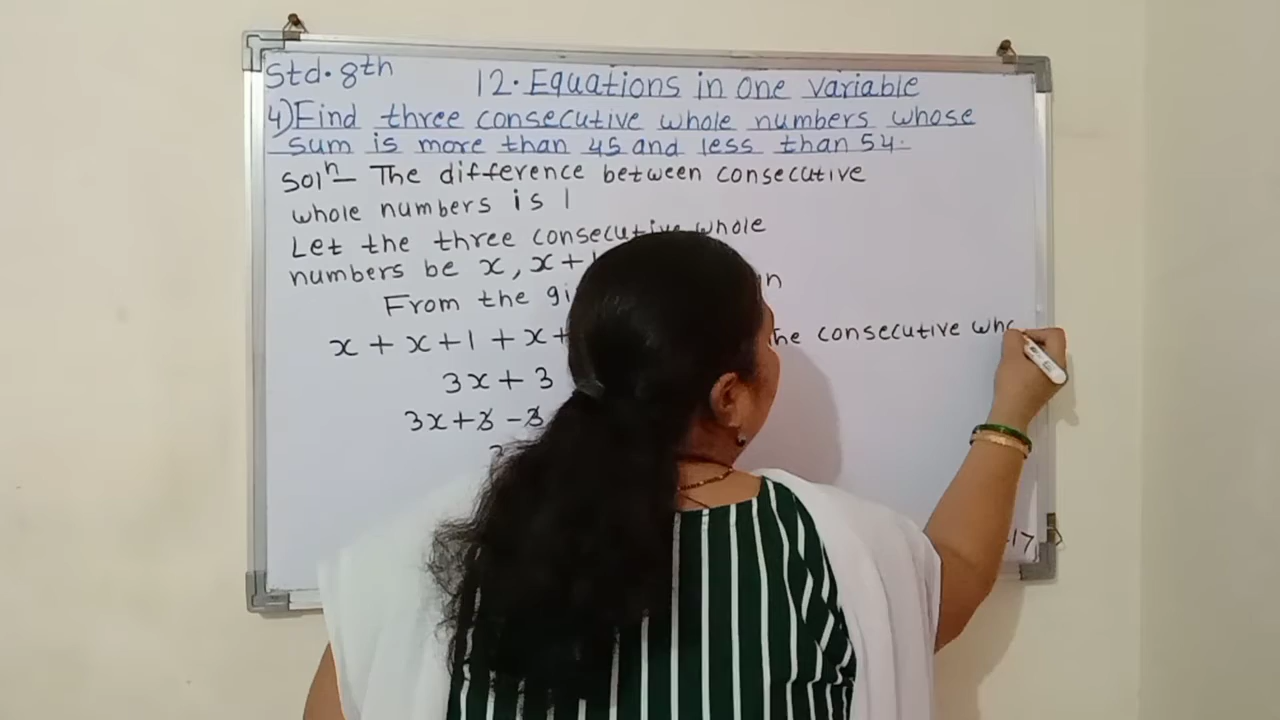 Std. 8th
12. Equations in one variable
4) Find three consecutive whole numbers whose
sum is more than 45 and less than 54.
Solⁿ- The difference between consecutive
whole numbers is 1
Let the three consecutive whole
numbers be x, x+1
From the
x + x+1 + x+
The consecutive
3x + 3
3x+3 -3
17